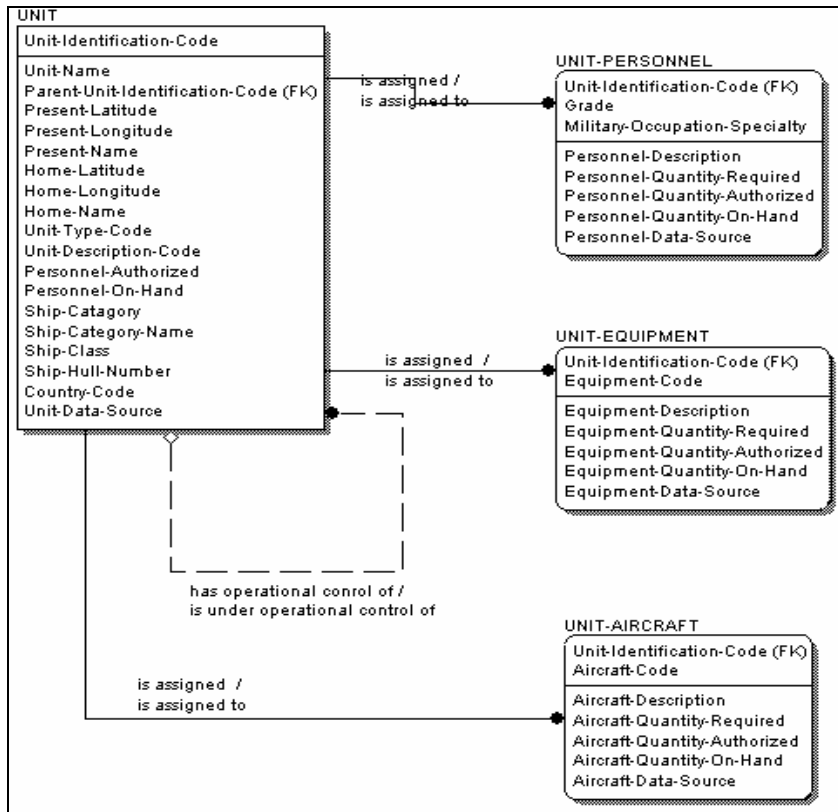 UNIT
Unit-Identification-Code
Unit-Name
Parent-Unit-Identification-Code (FK)
Present-Latitude
Present-Longitude
Present-Name
Home-Latitude
Home-Longitude
Home-Name
Unit-Type-Code
Unit-Description-Code
Personnel-Authorized
Personnel-On-Hand
Ship-Catagory
Ship-Category-Name
Ship-Class
Ship-Hull-Number
Country-Code
Unit-Data-Source
is assigned /
is assigned to
UNIT-PERSONNEL
Unit-Identification-Code (FK)
Grade
Military-Occupation-Specialty
Personnel-Description
Personnel-Quantity-Required
Personnel-Quantity-Authorized
Personnel-Quantity-On-Hand
Personnel-Data-Source
is assigned /
is assigned to
UNIT-EQUIPMENT
Unit-Identification-Code (FK)
Equipment-Code
Equipment-Description
Equipment-Quantity-Required
Equipment-Quantity-Authorized
Equipment-Quantity-On-Hand
Equipment-Data-Source
has operational conrol of /
is under operational control of
is assigned /
is assigned to
UNIT-AIRCRAFT
Unit-Identification-Code (FK)
Aircraft-Code
Aircraft-Description
Aircraft-Quantity-Required
Aircraft-Quantity-Authorized
Aircraft-Quantity-On-Hand
Aircraft-Data-Source